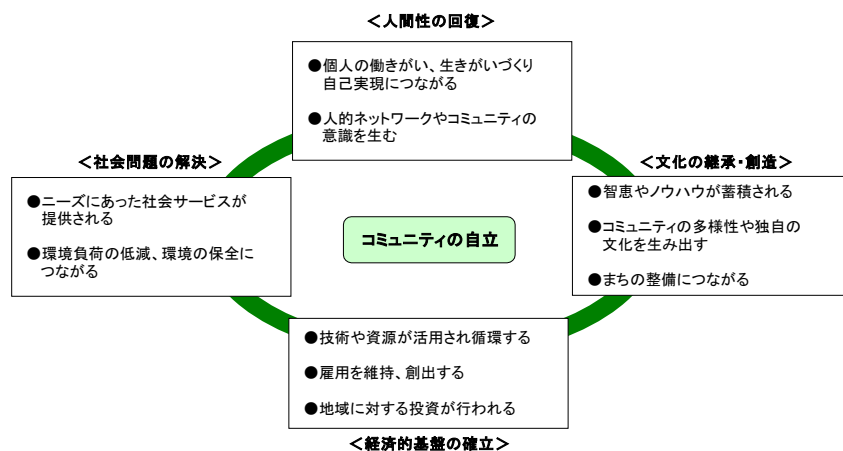 ＜人間性の回復＞
●個人の働きがい、生きがいづくり
自己実現につながる
●人的ネットワークやコミュニティの
意識を生む
＜社会問題の解決＞
●ニーズにあった社会サービスが
提供される
●環境負荷の低減、環境の保全に
つながる
コミュニティの自立
＜文化の継承・創造＞
●智恵やノウハウが蓄積される
●コミュニティの多様性や独自の
文化を生み出す
●まちの整備につながる
●技術や資源が活用され循環する
●雇用を維持、創出する
●地域に対する投資が行われる
＜経済的基盤の確立＞